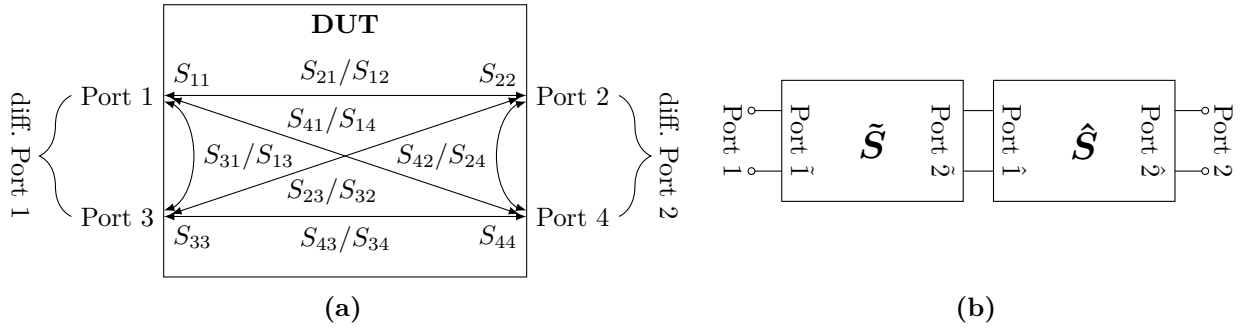 DUT
S11
S21/S12
S22
diff. Port 1
Port 1
Port 2
diff. Port 2
S41/S14
S31/S13
S42/S24
S23/S32
Port 3
Port 4
S33
S43/S34
S44
(a)
Port 1
Port 1̃
S̃
Port 2̃
Port 1̂
Ŝ
Port 2̂
Port 2
(b)